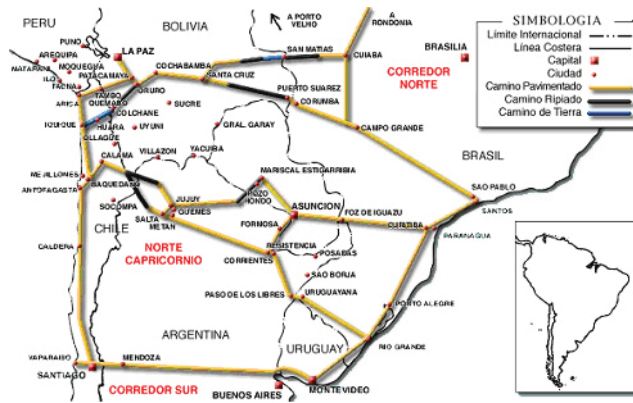 PERU
BOLIVIA
A PORTO
VELHO
A
RONDONIA
PUNO
LA PAZ
AREQUIPA
MOQUEGUA
MATARANI
ILO
TACNA
PATACAMAYA
ARICA
TAMBO
QUEMADO
ORURO
COCHABAMBA
SANTA CRUZ
SAN MATIAS
CUIABA
BRASILIA
CORREDOR
NORTE
PUERTO SUAREZ
CORUMBA
SUCRE
COLCHANE
IQUIQUE
HUARA
UYUNI
OLLAGUE
GRAL. GARAY
CAMPO GRANDE
BRASIL
CALAMA
VILLAZON
YACUIBA
MARISCAL ESTIGARRIBIA
MEJILLONES
ANTOFAGASTA
BAQUEDANO
POZO
HONDO
JUJUY
GUEMES
SOCOMPA
SALTA
METAN
CHILE
ASUNCION
FORMOSA
FOZ DE IGUAZU
SAO PABLO
SANTOS
CURITIBA
PARANAGUA
CALDERA
NORTE
CAPRICORNIO
RESISTENCIA
CORRIENTES
POSADAS
SAO BORJA
PASO DE LOS LIBRES
URUGUAYANA
PORTO ALEGRE
RIO GRANDE
ARGENTINA
URUGUAY
VAPARAISO
SANTIAGO
MENDOZA
CORREDOR SUR
BUENOS AIRES
MONTEVIDEO
SIMBOLOGIA
Límite Internacional
Línea Costera
Capital
Ciudad
Camino Pavimentado
Camino Ripiado
Camino de Tierra